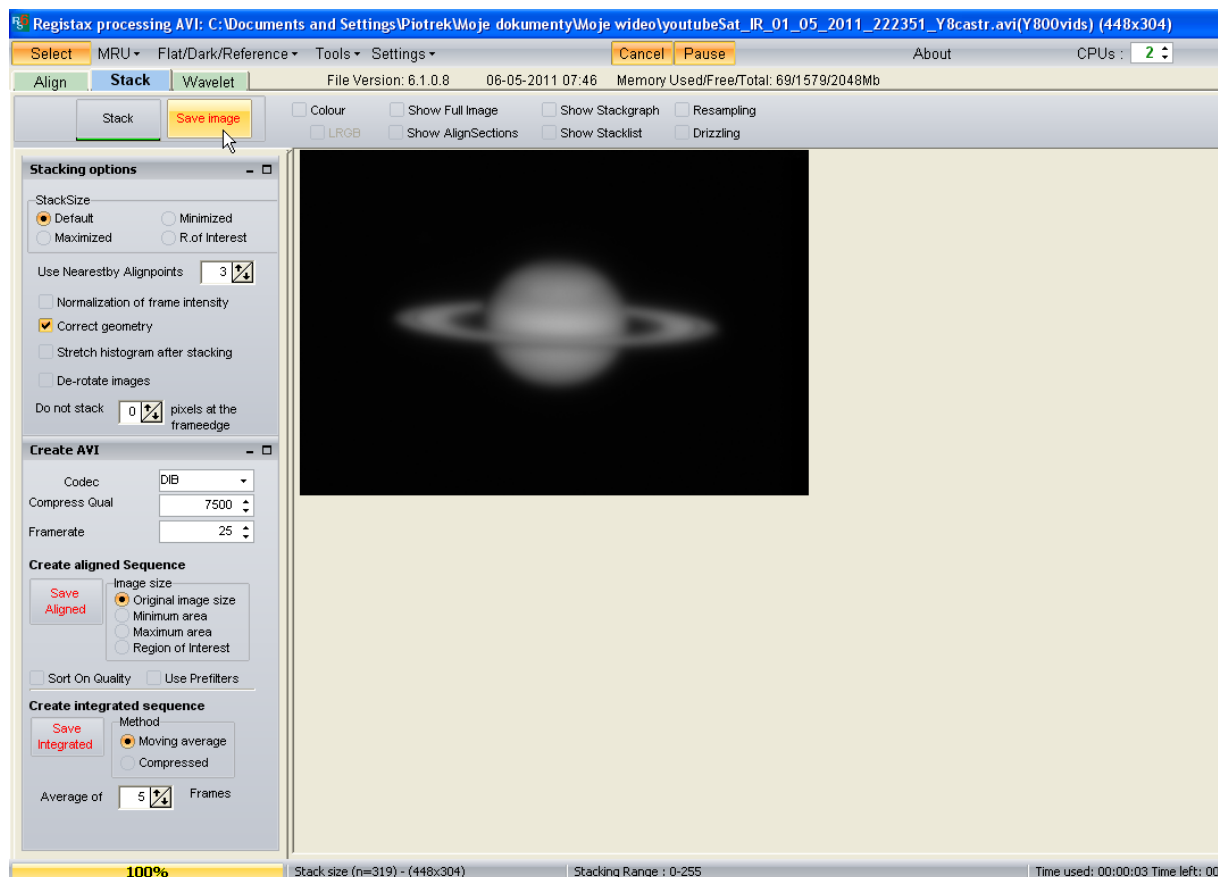 Registax processing AVI: C:\Documents and Settings\Piotrek\Moje dokumenty\Moje wideo\youtubeSat_IR_01_05_2011_222351_Y8castr.avi(Y800vids) (448x304)
Select MRU Flat/Dark/Reference Tools Settings Cancel Pause About CPUs : 2
Align Stack Wavelet File Version: 6.1.0.8 06-05-2011 07:46 Memory Used/Free/Total: 69/1579/2048Mb
Stack Save image
Colour Show Full Image Show Stackgraph Resampling
LRGB Show AlignSections Show Stacklist Drizzling
Stacking options
StackSize
Default Minimized
Maximized R.of Interest
Use Nearestby Alignpoints 3
Normalization of frame intensity
Correct geometry
Stretch histogram after stacking
De-rotate images
Do not stack 0 pixels at the
frameedge
Create AVI
Codec DIB
Compress Qual 7500
Framerate 25
Create aligned Sequence
Save
Aligned
Image size
Original image size
Minimum area
Maximum area
Region of Interest
Sort On Quality Use Prefilters
Create integrated sequence
Save
Integrated
Method
Moving average
Compressed
Average of 5 Frames
100% Stack size (n=319) - (448x304) Stacking Range : 0-255 Time used: 00:00:03 Time left: 00